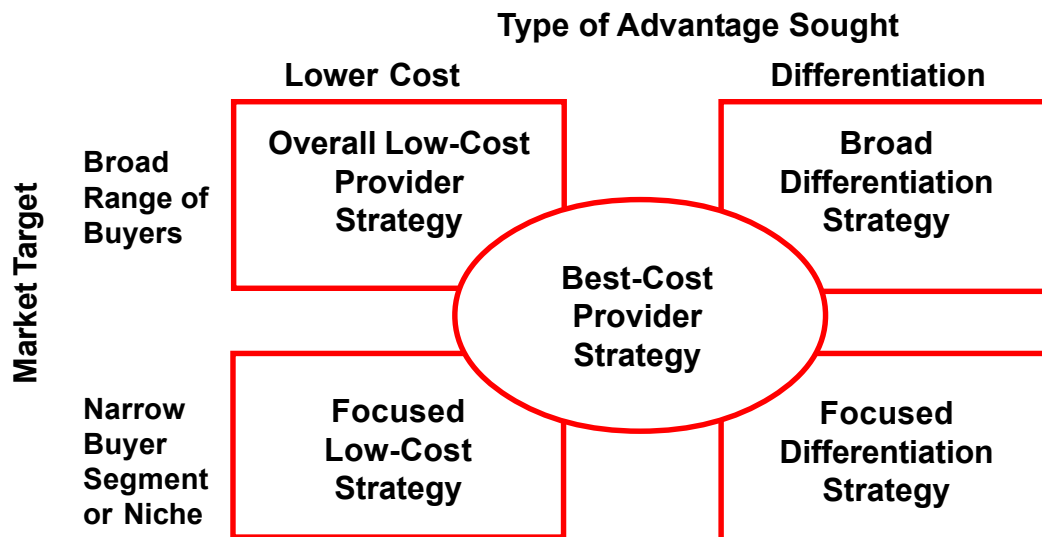 Type of Advantage Sought
Lower Cost
Differentiation
Market Target
Broad
Range of
Buyers
Overall Low-Cost
Provider
Strategy
Broad
Differentiation
Strategy
Best-Cost
Provider
Strategy
Narrow
Buyer
Segment
or Niche
Focused
Low-Cost
Strategy
Focused
Differentiation
Strategy